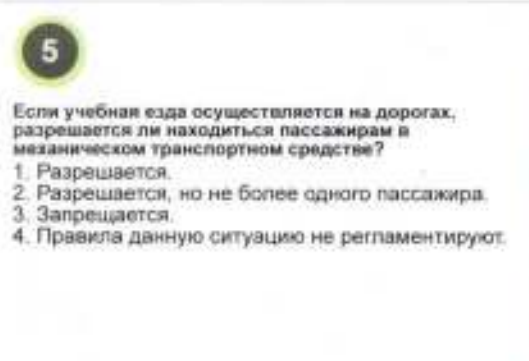 5
Если учебная езда осуществляется на дорогах,
разрешается ли находиться пассажирам в
механическом транспортном средстве?
1. Разрешается.
2. Разрешается, но не более одного пассажира.
3. Запрещается.
4. Правила данную ситуацию не регламентируют.